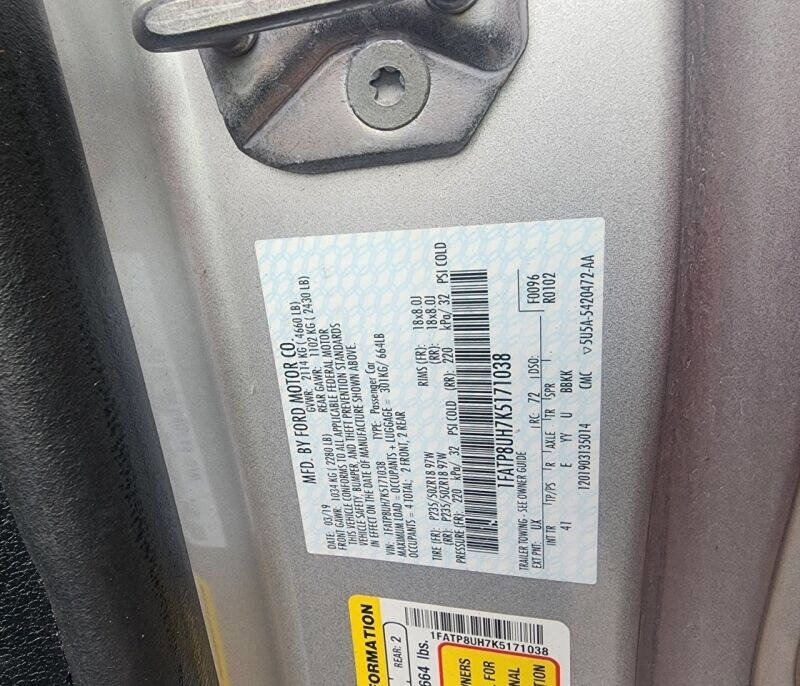 MFD. BY FORD MOTOR CO.
DATE: 03/19 GVWR: 2114 KG ( 4660 LB)
FRONT GAWR: 1034 KG ( 2280 LB) REAR GAWR: 1102 KG ( 2430 LB)
THIS VEHICLE CONFORMS TO ALL APPLICABLE FEDERAL MOTOR
VEHICLE SAFETY, BUMPER, AND THEFT PREVENTION STANDARDS
IN EFFECT ON THE DATE OF MANUFACTURE SHOWN ABOVE.
VIN: 1FATP8UH7K5171038 TYPE: Passenger Car
MAXIMUM LOAD = OCCUPANTS + LUGGAGE = 301KG/ 664LB
OCCUPANTS = 4 TOTAL; 2 FRONT, 2 REAR
TIRE (FR): P235/50ZR18 97W RIMS (FR): 18x8.0J
(RR): P235/50ZR18 97W (RR): 18x8.0J
PRESSURE (FR): 220 kPa/ 32 PSI COLD (RR): 220 kPa/ 32 PSI COLD
1FATP8UH7K5171038
TRAILER TOWING - SEE OWNER GUIDE F0096
EXT PNT: UX RC: 72 DSO: R0102
INT TR TP/PS R AXLE TR SPR
41 E YY U BBKK
1201903135014 CMC ▽5U5A-5420472-AA
FORMATION
REAR: 2
664 lbs.
1FATP8UH7K5171038
OWNERS
FOR